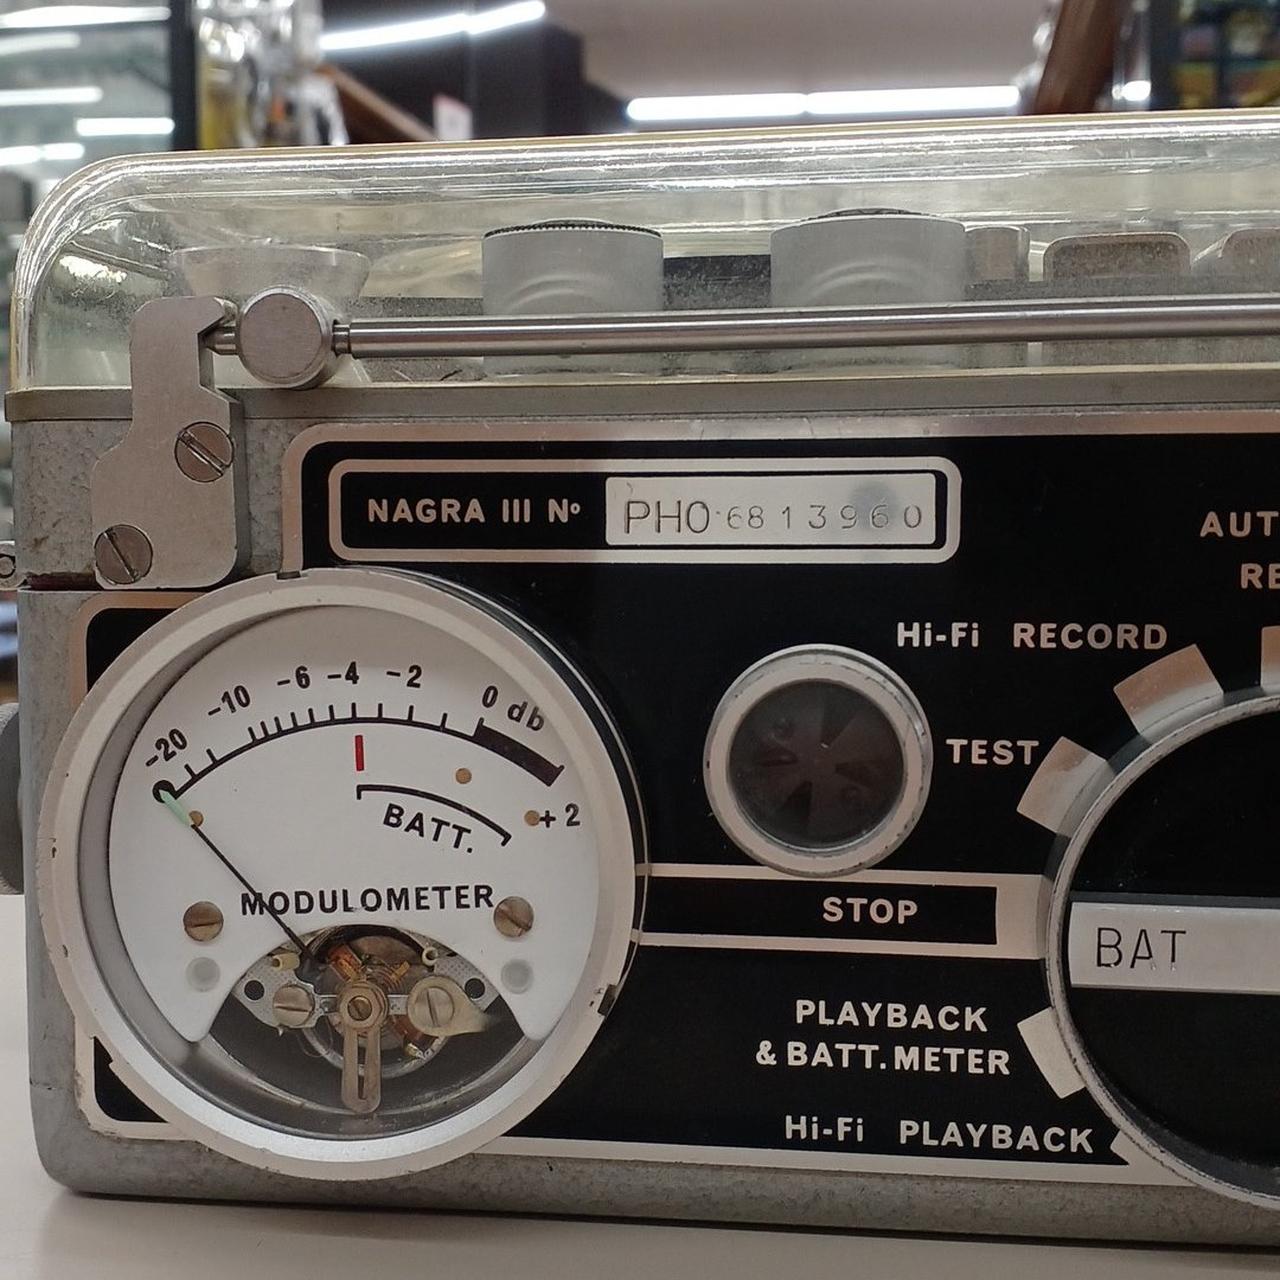 NAGRA III Nº PHO·6813960
AUT
RE
Hi-Fi RECORD
-20 -10 -6 -4 -2 0 db
+2
TEST
BATT.
MODULOMETER
STOP
BAT
PLAYBACK
& BATT. METER
Hi-Fi PLAYBACK